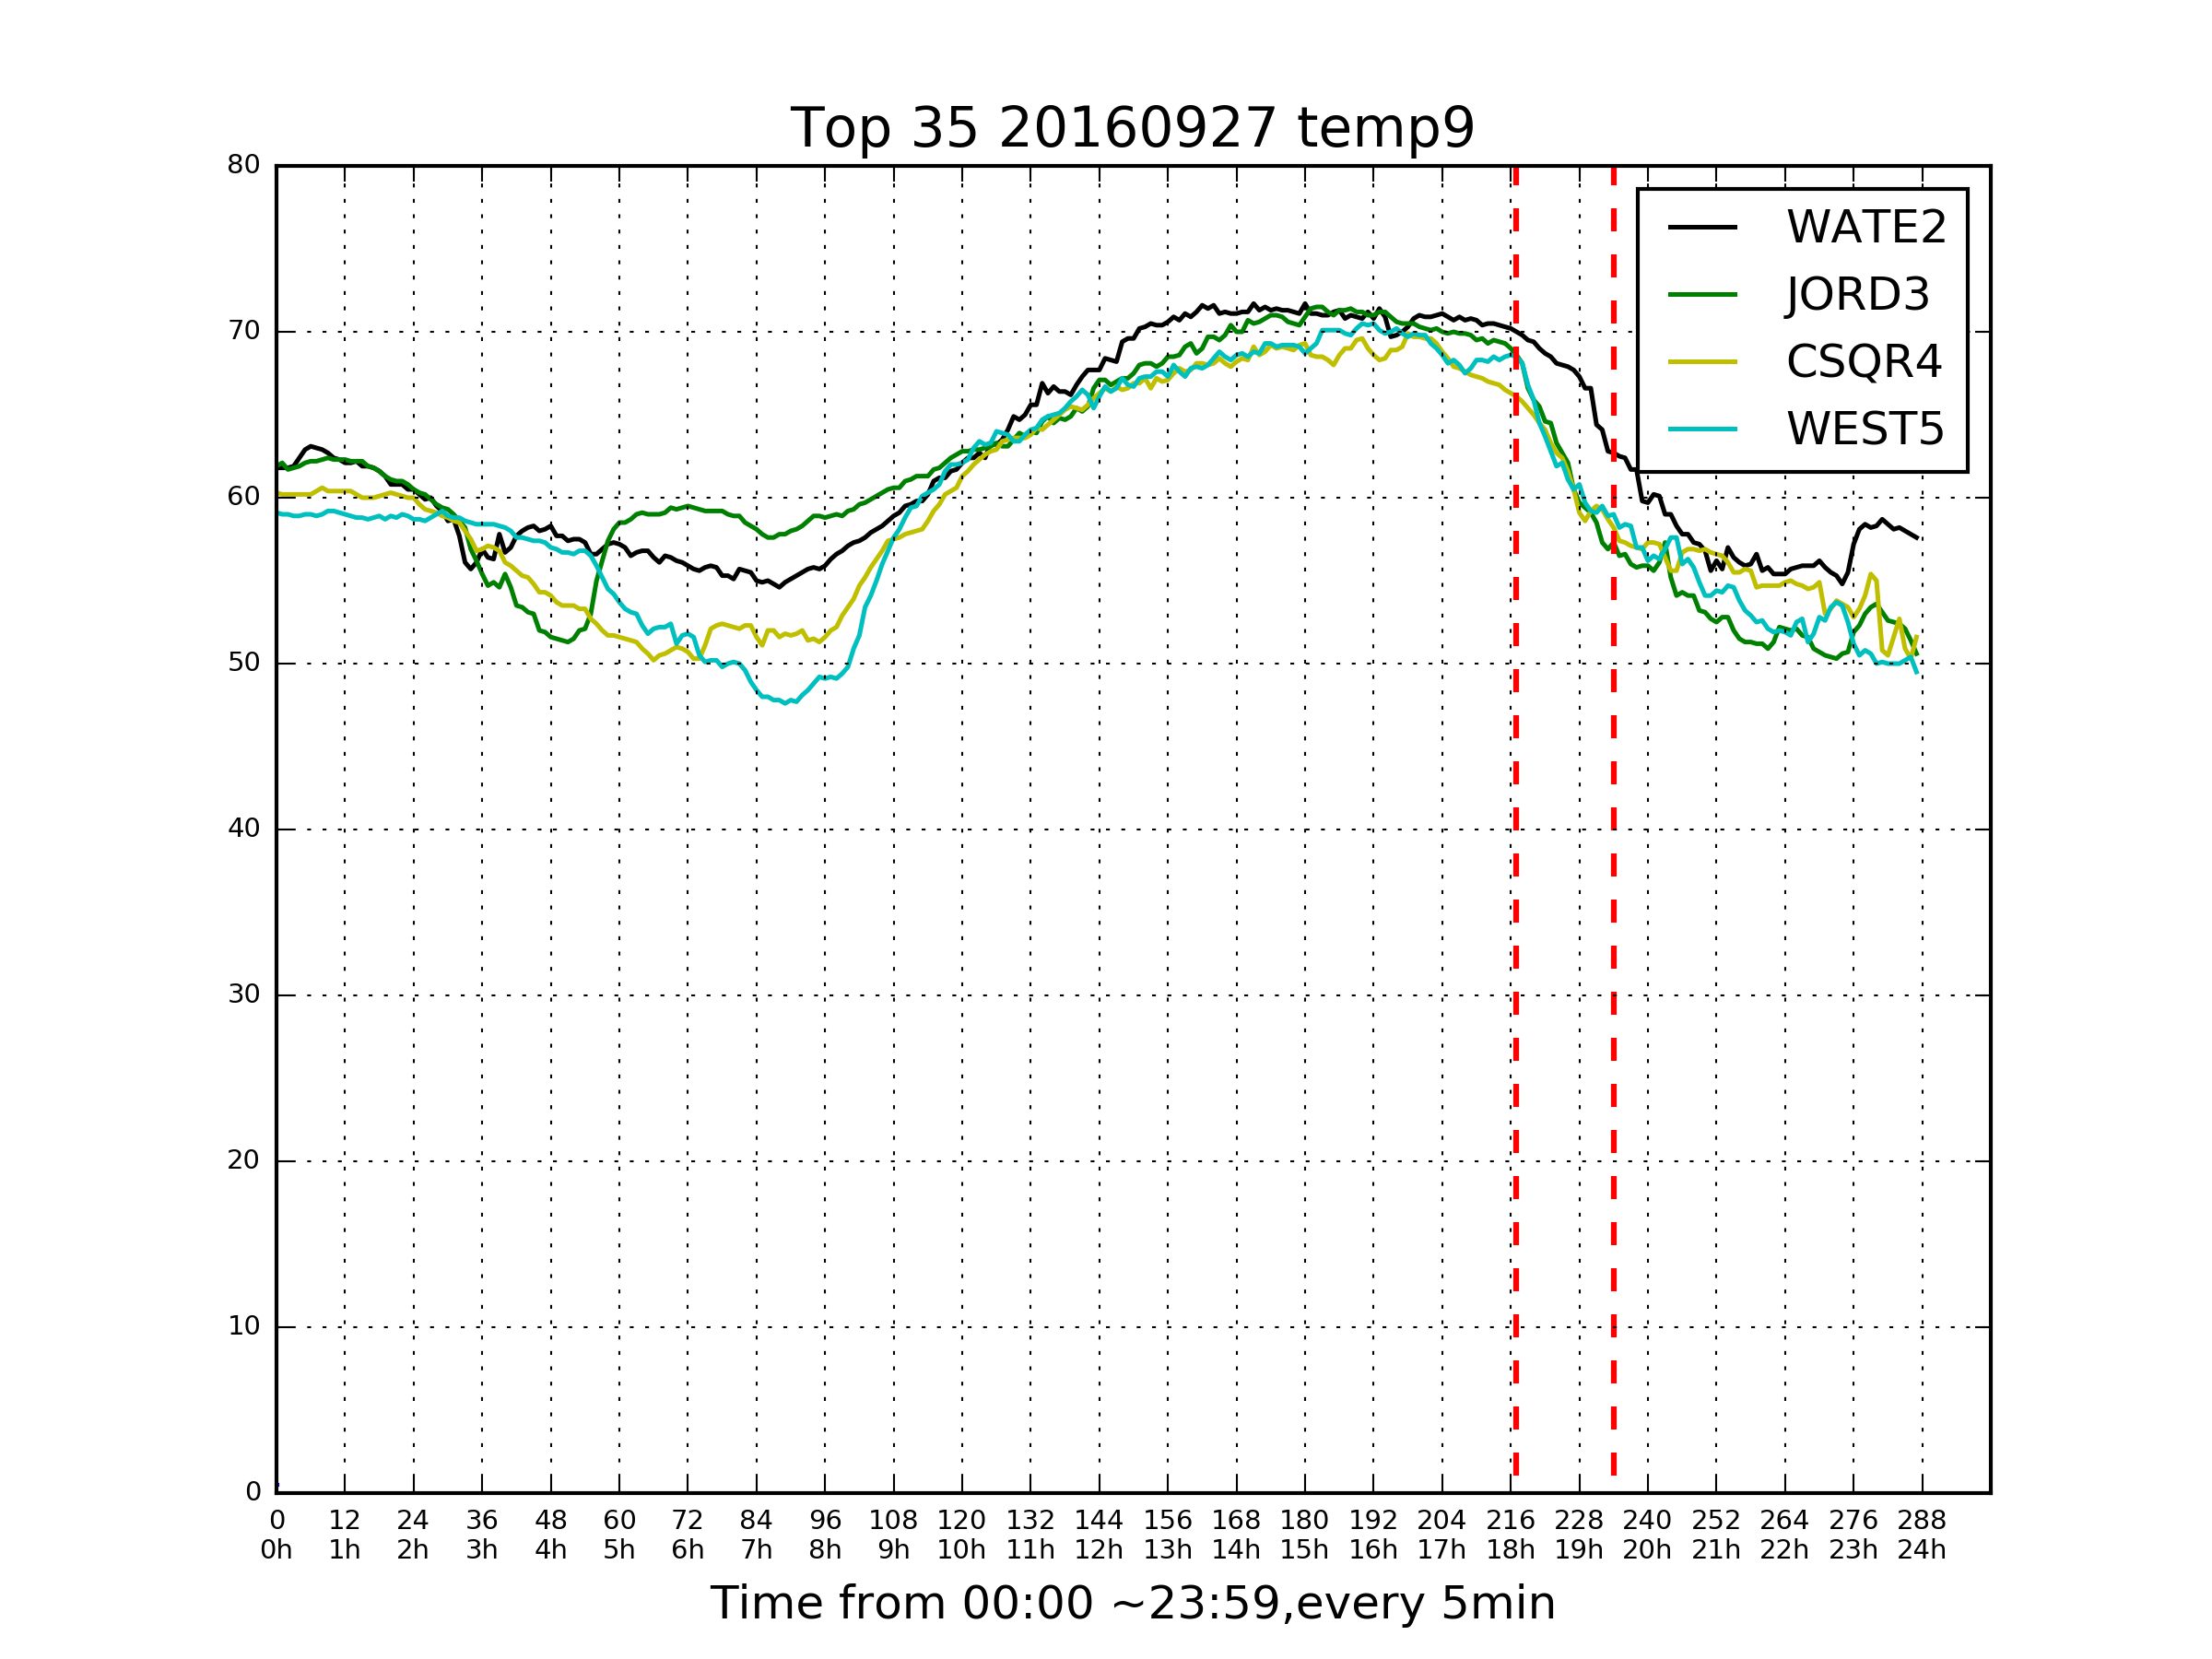 Top 35 20160927 temp9
80
70
60
50
40
30
20
10
0
WATE2
JORD3
CSQR4
WEST5
0 12 24 36 48 60 72 84 96 108 120 132 144 156 168 180 192 204 216 228 240 252 264 276 288
0h 1h 2h 3h 4h 5h 6h 7h 8h 9h 10h 11h 12h 13h 14h 15h 16h 17h 18h 19h 20h 21h 22h 23h 24h
Time from 00:00 ~23:59,every 5min